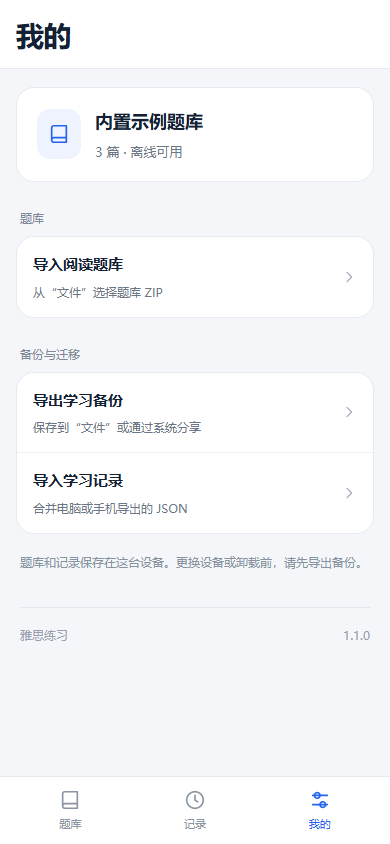 我的
内置示例题库
3 篇 · 离线可用
题库
导入阅读题库
从“文件”选择题库 ZIP
备份与迁移
导出学习备份
保存到“文件”或通过系统分享
导入学习记录
合并电脑或手机导出的 JSON
题库和记录保存在这台设备。更换设备或卸载前，请先导出备份。
雅思练习 1.1.0
题库 记录 我的